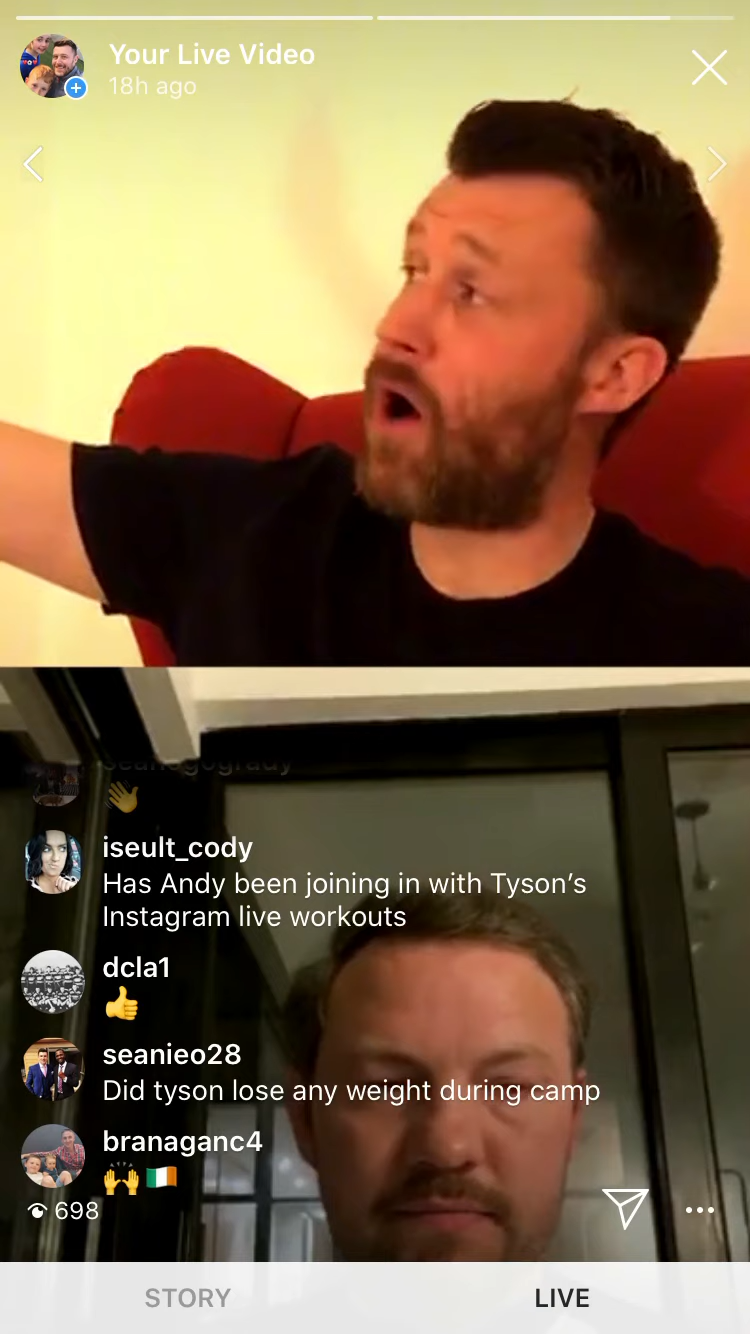 Your Live Video
18h ago
seanogogrady
👋
iseult_cody
Has Andy been joining in with Tyson's
Instagram live workouts
dcla1
👍
seanieo28
Did tyson lose any weight during camp
branaganc4
🙌🇮🇪
698
STORY
LIVE